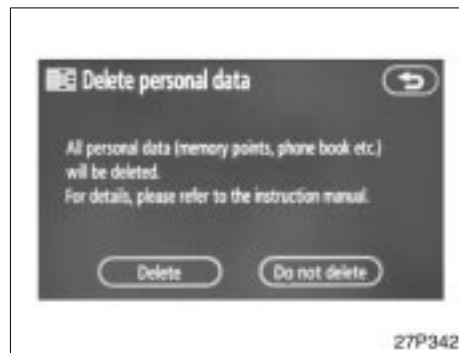 Delete personal data
All personal data (memory points, phone book etc.)
will be deleted.
For details, please refer to the instruction manual.
Delete
Do not delete
27P342